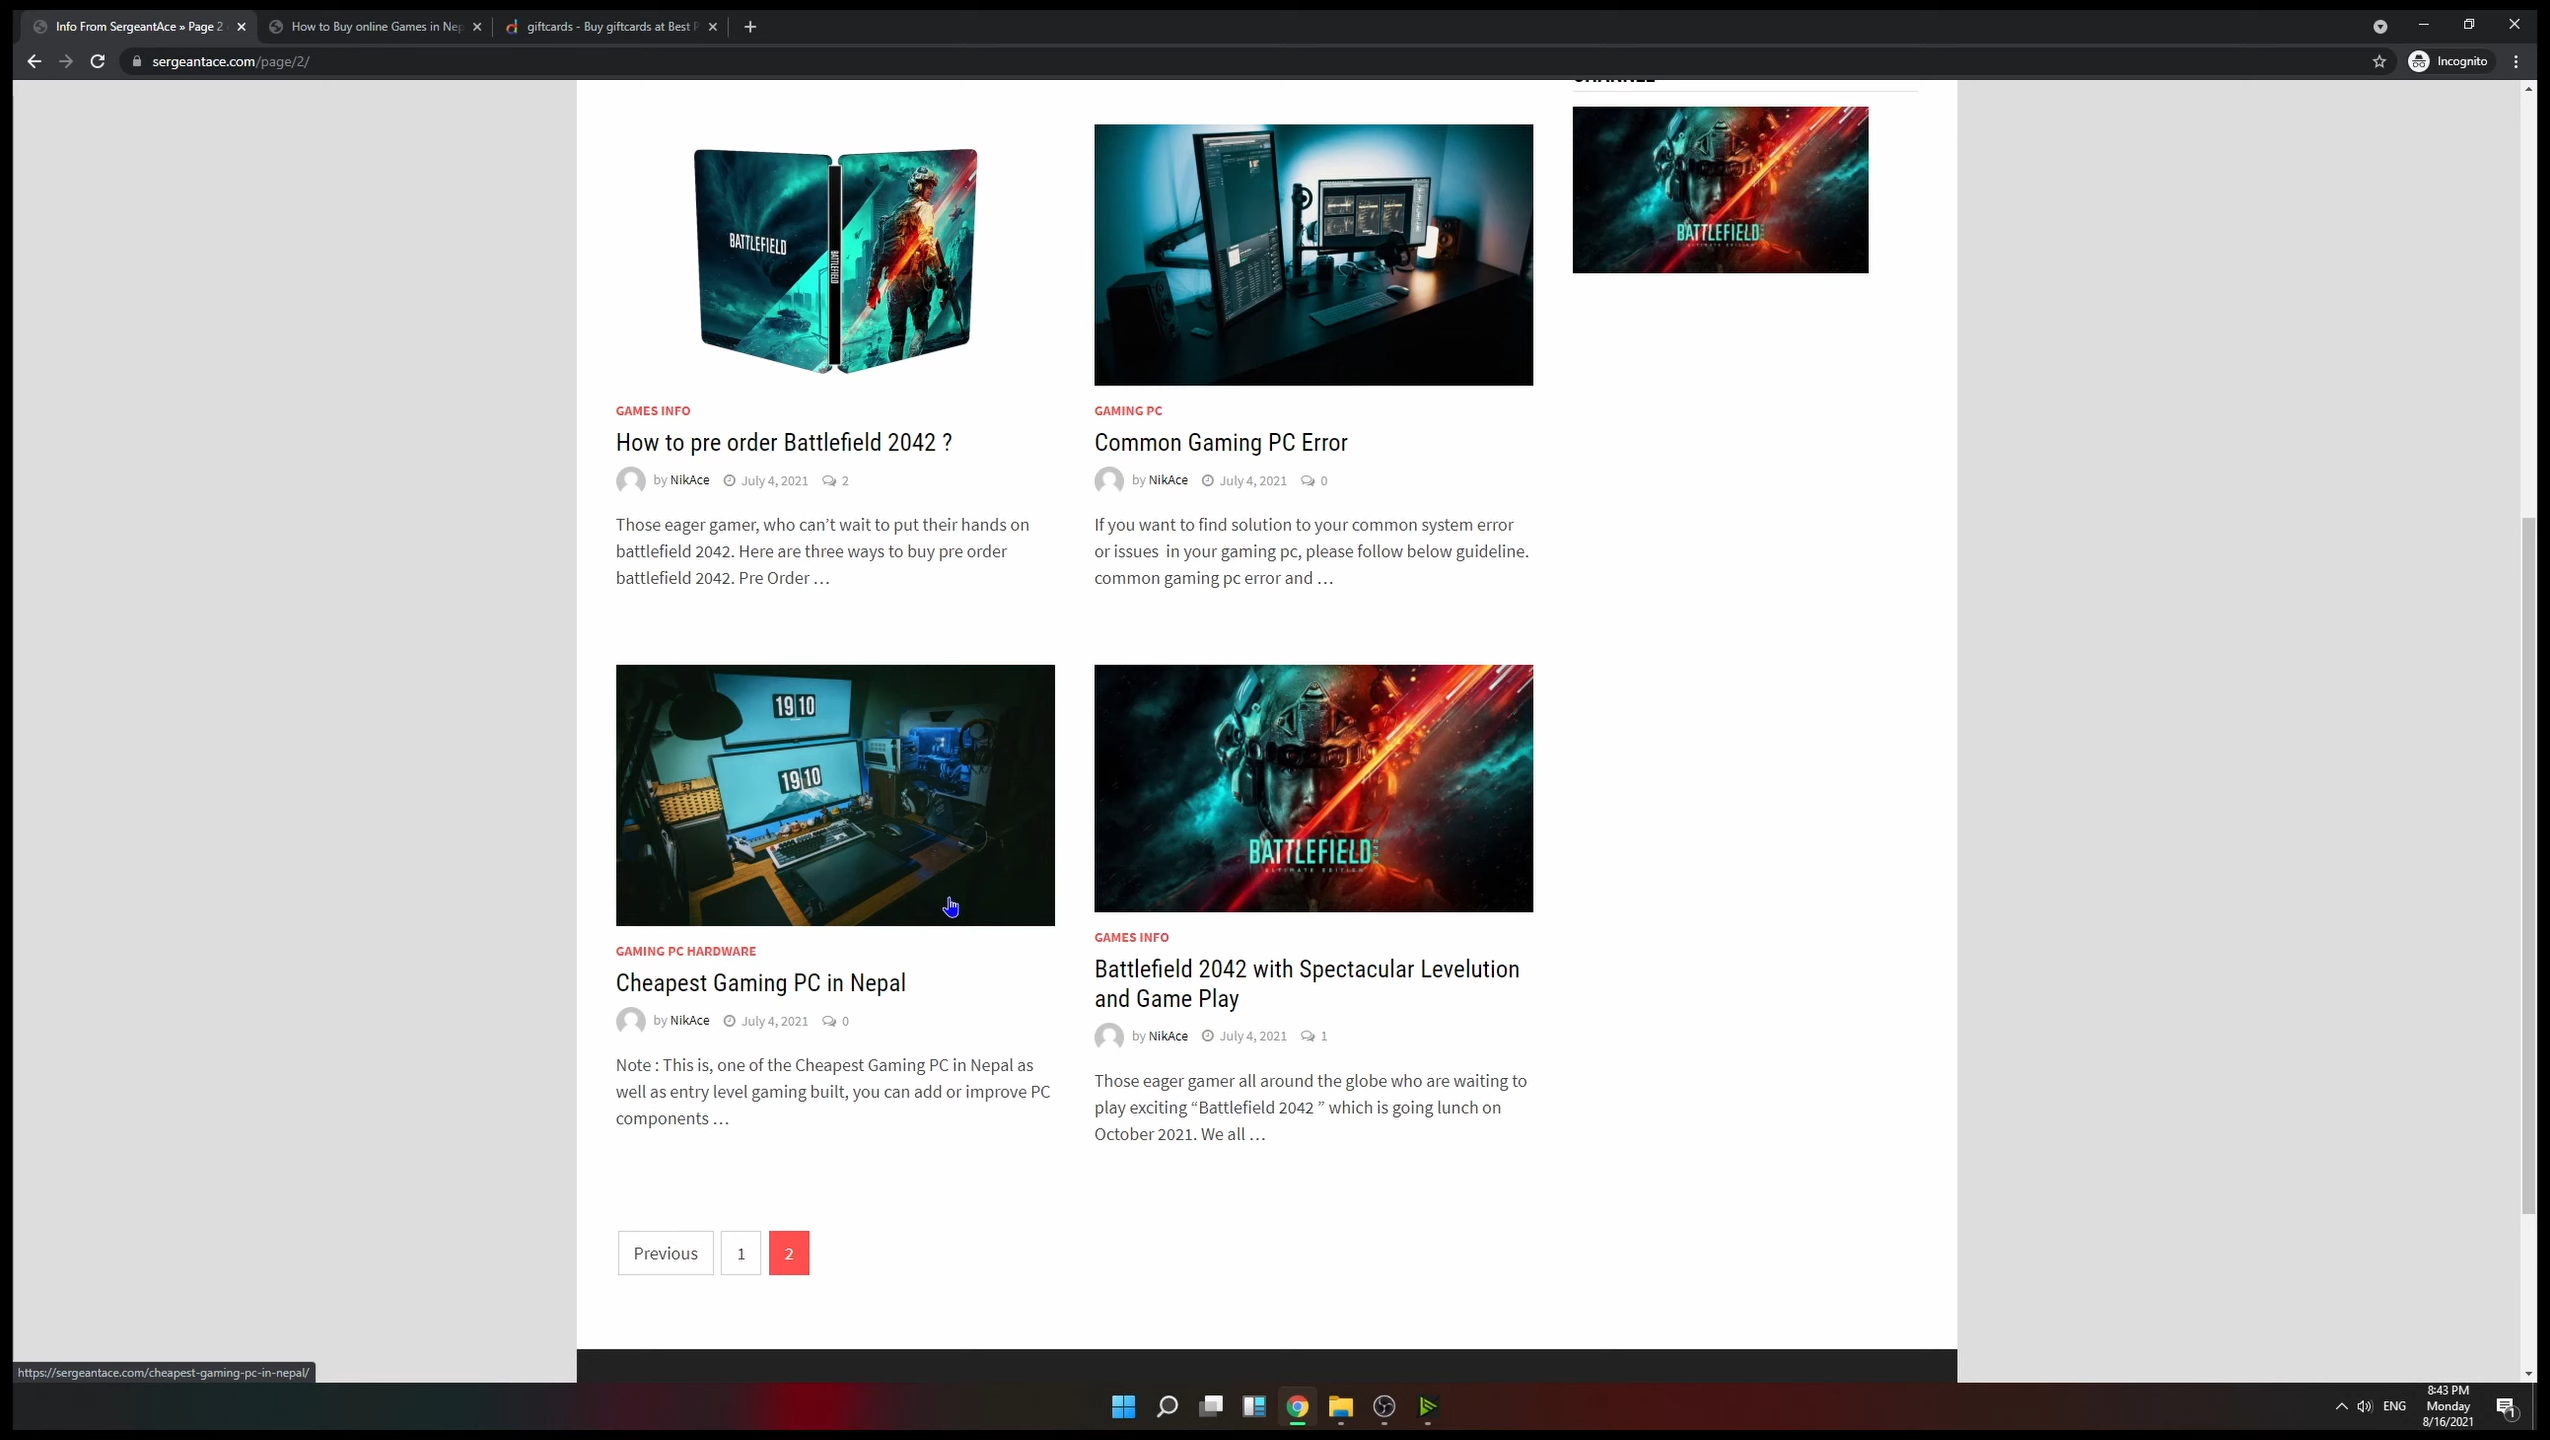 Info From SergeantAce » Page 2
How to Buy online Games in Nep
giftcards - Buy giftcards at Best P
sergeantace.com/page/2/
Incognito
BATTLEFIELD
BATTLEFIELD
BATTLEFIELD
ULTIMATE EDITION
GAMES INFO
How to pre order Battlefield 2042 ?
by NikAce July 4, 2021 2
Those eager gamer, who can’t wait to put their hands on
battlefield 2042. Here are three ways to buy pre order
battlefield 2042. Pre Order …
GAMING PC
Common Gaming PC Error
by NikAce July 4, 2021 0
If you want to find solution to your common system error
or issues  in your gaming pc, please follow below guideline.
common gaming pc error and …
19 10
19 10
GAMING PC HARDWARE
Cheapest Gaming PC in Nepal
by NikAce July 4, 2021 0
Note : This is, one of the Cheapest Gaming PC in Nepal as
well as entry level gaming built, you can add or improve PC
components …
BATTLEFIELD
ULTIMATE EDITION
GAMES INFO
Battlefield 2042 with Spectacular Levelution
and Game Play
by NikAce July 4, 2021 1
Those eager gamer all around the globe who are waiting to
play exciting “Battlefield 2042 ” which is going lunch on
October 2021. We all …
Previous 1 2
https://sergeantace.com/cheapest-gaming-pc-in-nepal/
ENG
8:43 PM
Monday
8/16/2021
1